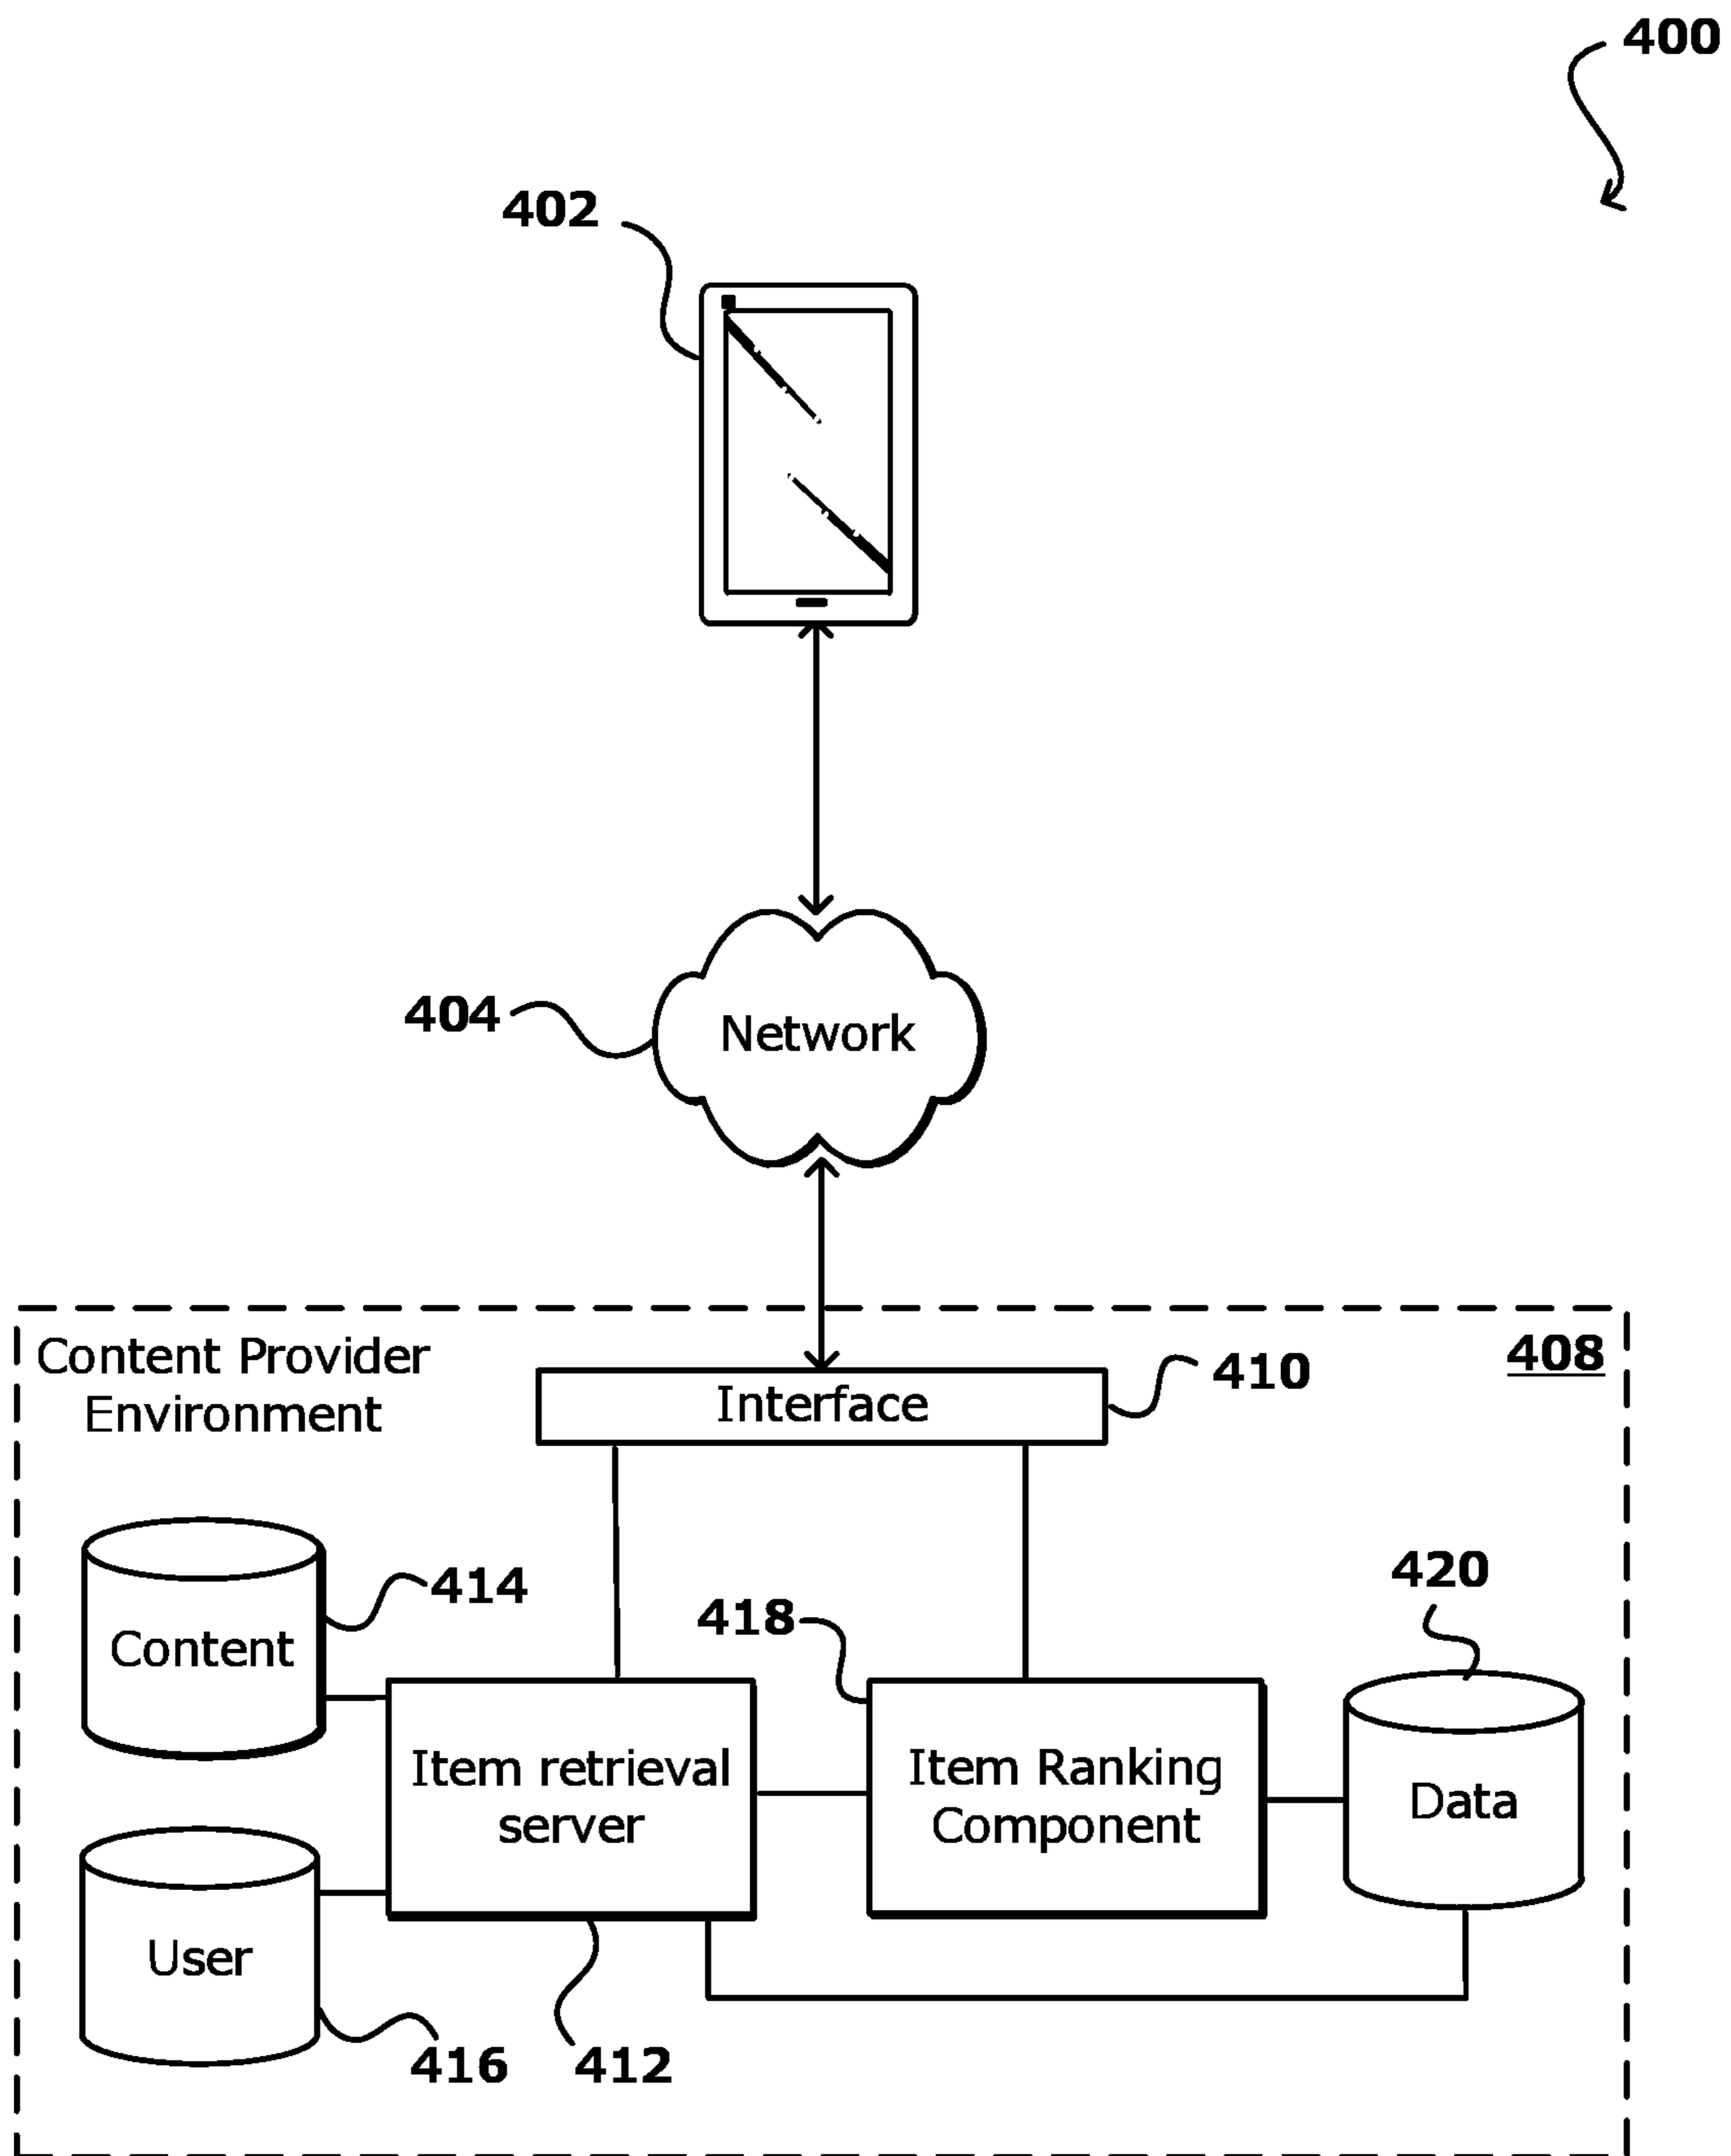 400
402
404
Network
Content Provider
Environment
408
Interface
410
Content
414
418
420
Item retrieval
server
Item Ranking
Component
Data
User
416
412